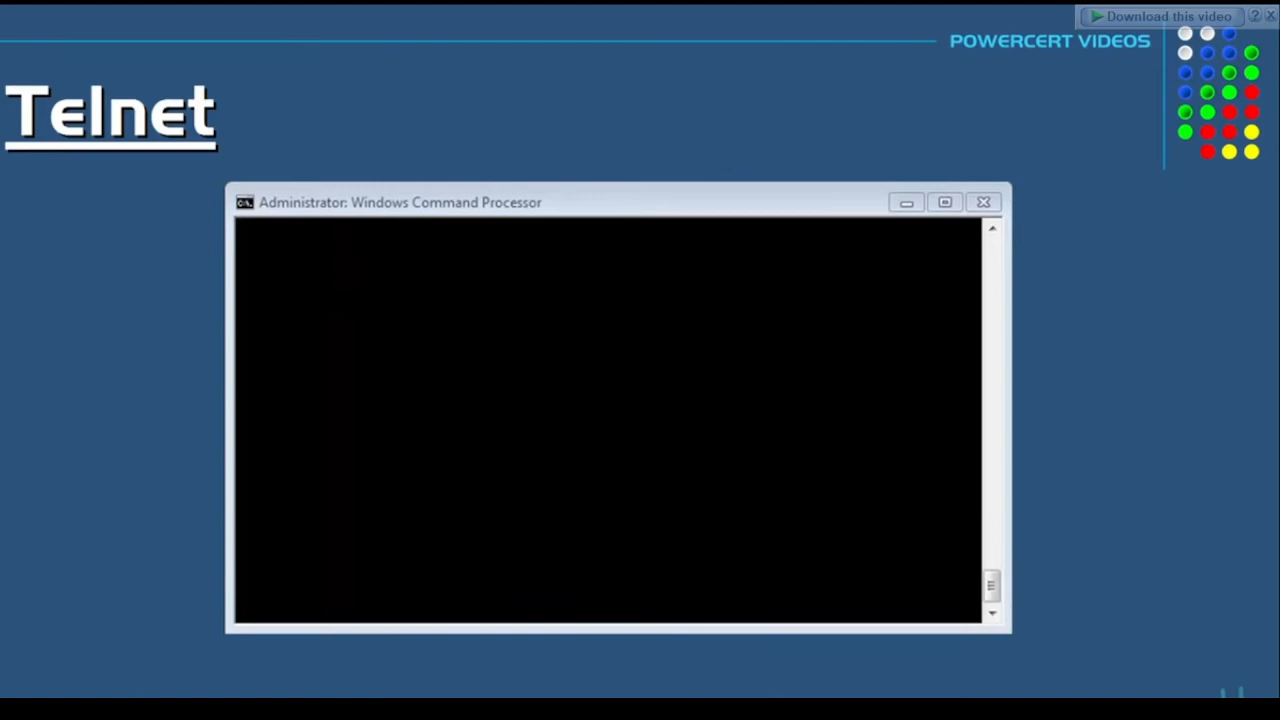 Download this video
POWERCERT VIDEOS
Telnet
Administrator: Windows Command Processor